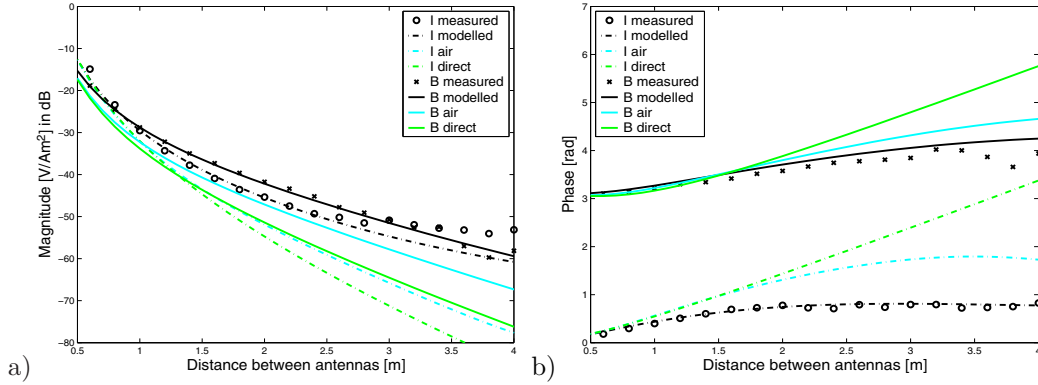 −10
−20
−30
−40
−50
−60
−70
−80
0.5 1 1.5 2 2.5 3 3.5 4
Magnitude [V/Am²] in dB
Distance between antennas [m]
I measured
I modelled
I air
I direct
B measured
B modelled
B air
B direct
a)
7
6
5
4
3
2
1
0
0.5 1 1.5 2 2.5 3 3.5 4
Phase [rad]
Distance between antennas [m]
I measured
I modelled
I air
I direct
B measured
B modelled
B air
B direct
b)